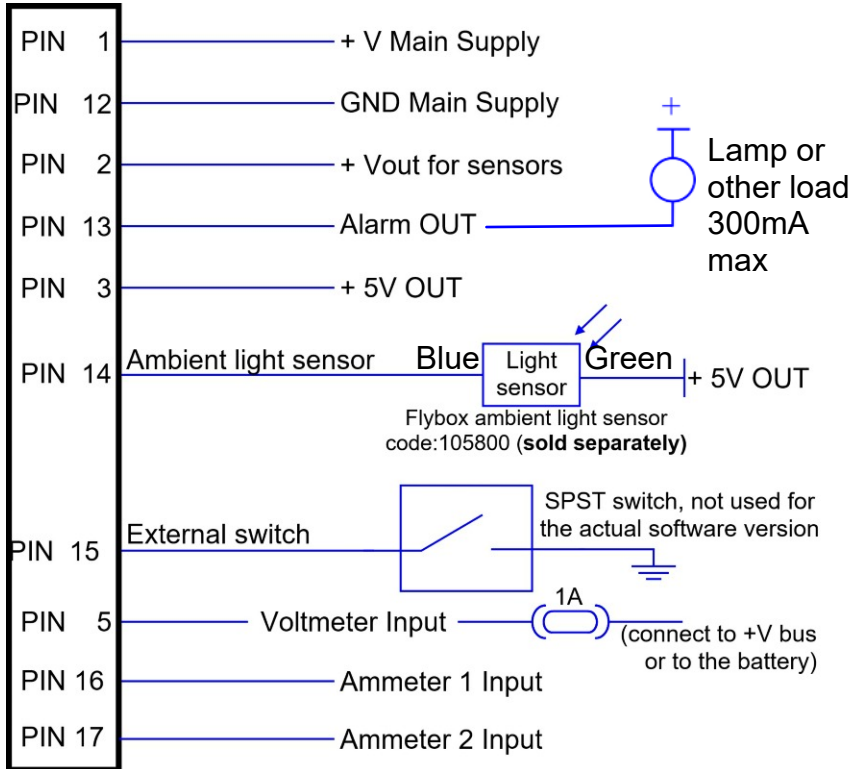 PIN 1 + V Main Supply
PIN 12 GND Main Supply
+
PIN 2 + Vout for sensors
Lamp or
other load
300mA
max
PIN 13 Alarm OUT
PIN 3 + 5V OUT
PIN 14 Ambient light sensor Blue Light
sensor Green + 5V OUT
Flybox ambient light sensor
code:105800 (sold separately)
PIN 15 External switch
SPST switch, not used for
the actual software version
PIN 5 Voltmeter Input 1A
(connect to +V bus
or to the battery)
PIN 16 Ammeter 1 Input
PIN 17 Ammeter 2 Input